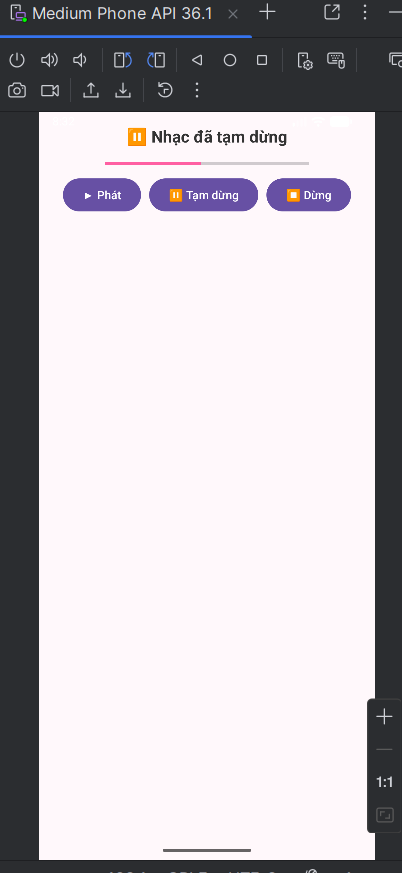 Medium Phone API 36.1
Nhạc đã tạm dừng
Phát
Tạm dừng
Dừng
1:1